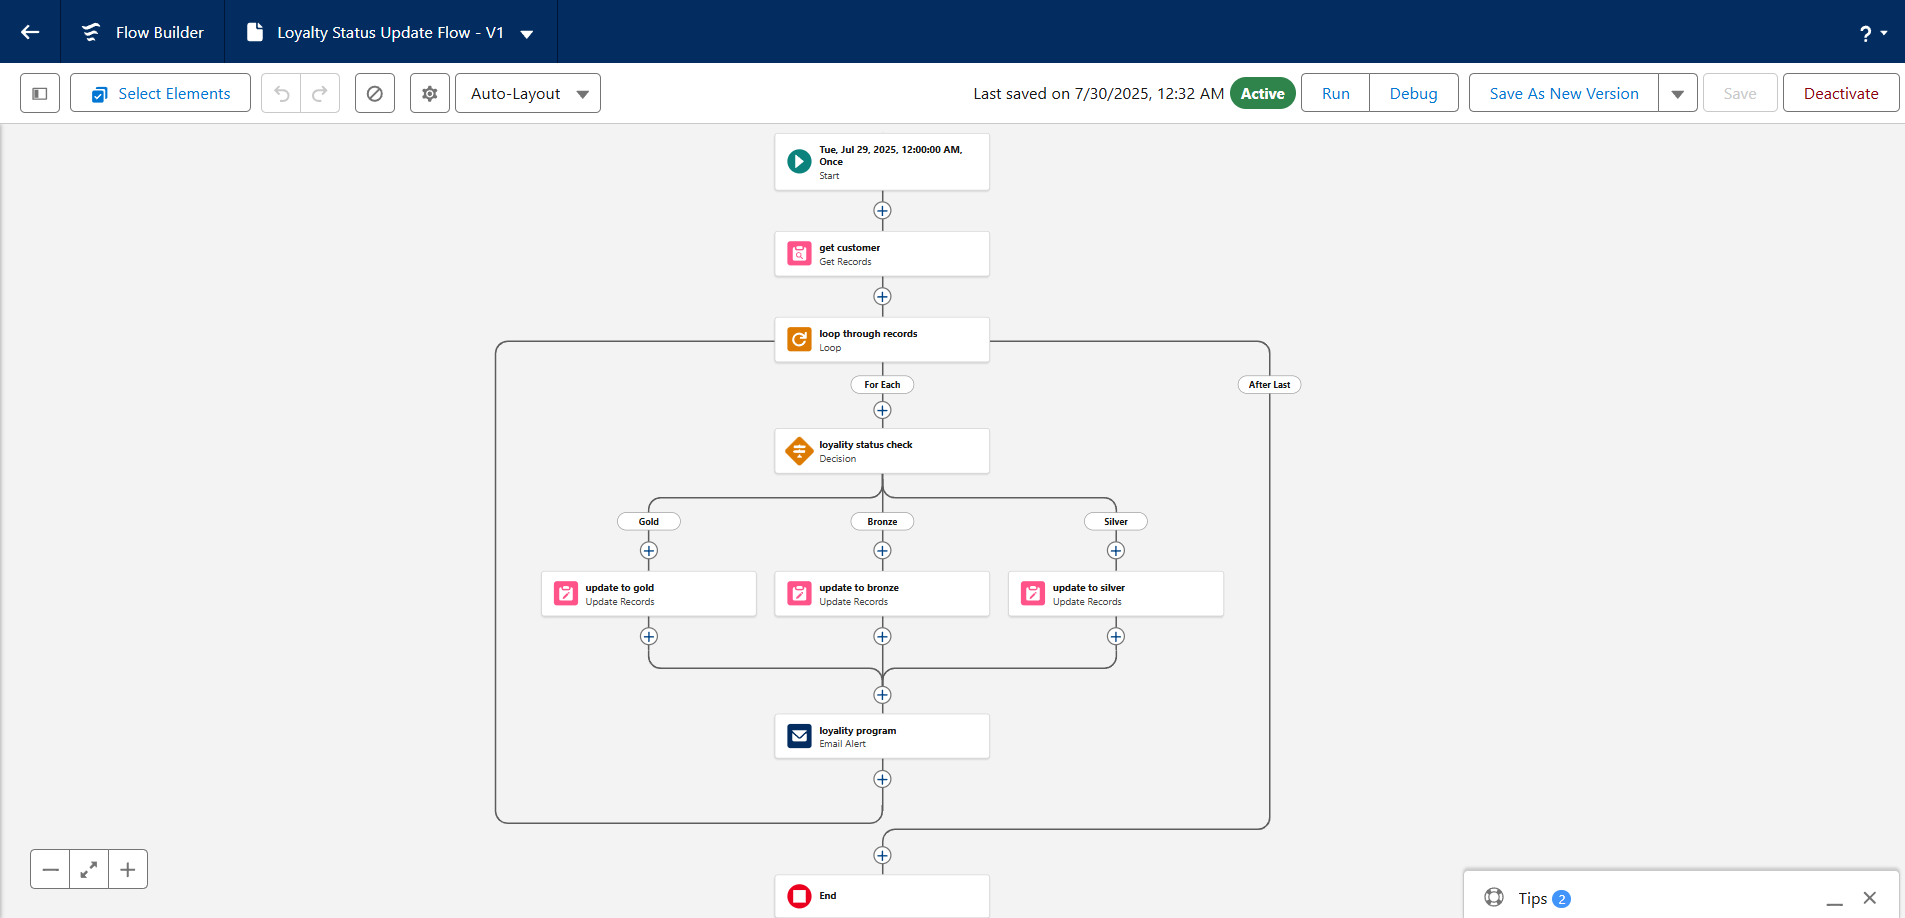 Flow Builder
Loyalty Status Update Flow - V1
?
Select Elements
Auto-Layout
Last saved on 7/30/2025, 12:32 AM
Active
Run
Debug
Save As New Version
Save
Deactivate
Tue, Jul 29, 2025, 12:00:00 AM,
Once
Start
get customer
Get Records
loop through records
Loop
For Each
After Last
loyality status check
Decision
Gold
Bronze
Silver
update to gold
Update Records
update to bronze
Update Records
update to silver
Update Records
loyality program
Email Alert
End
Tips 2